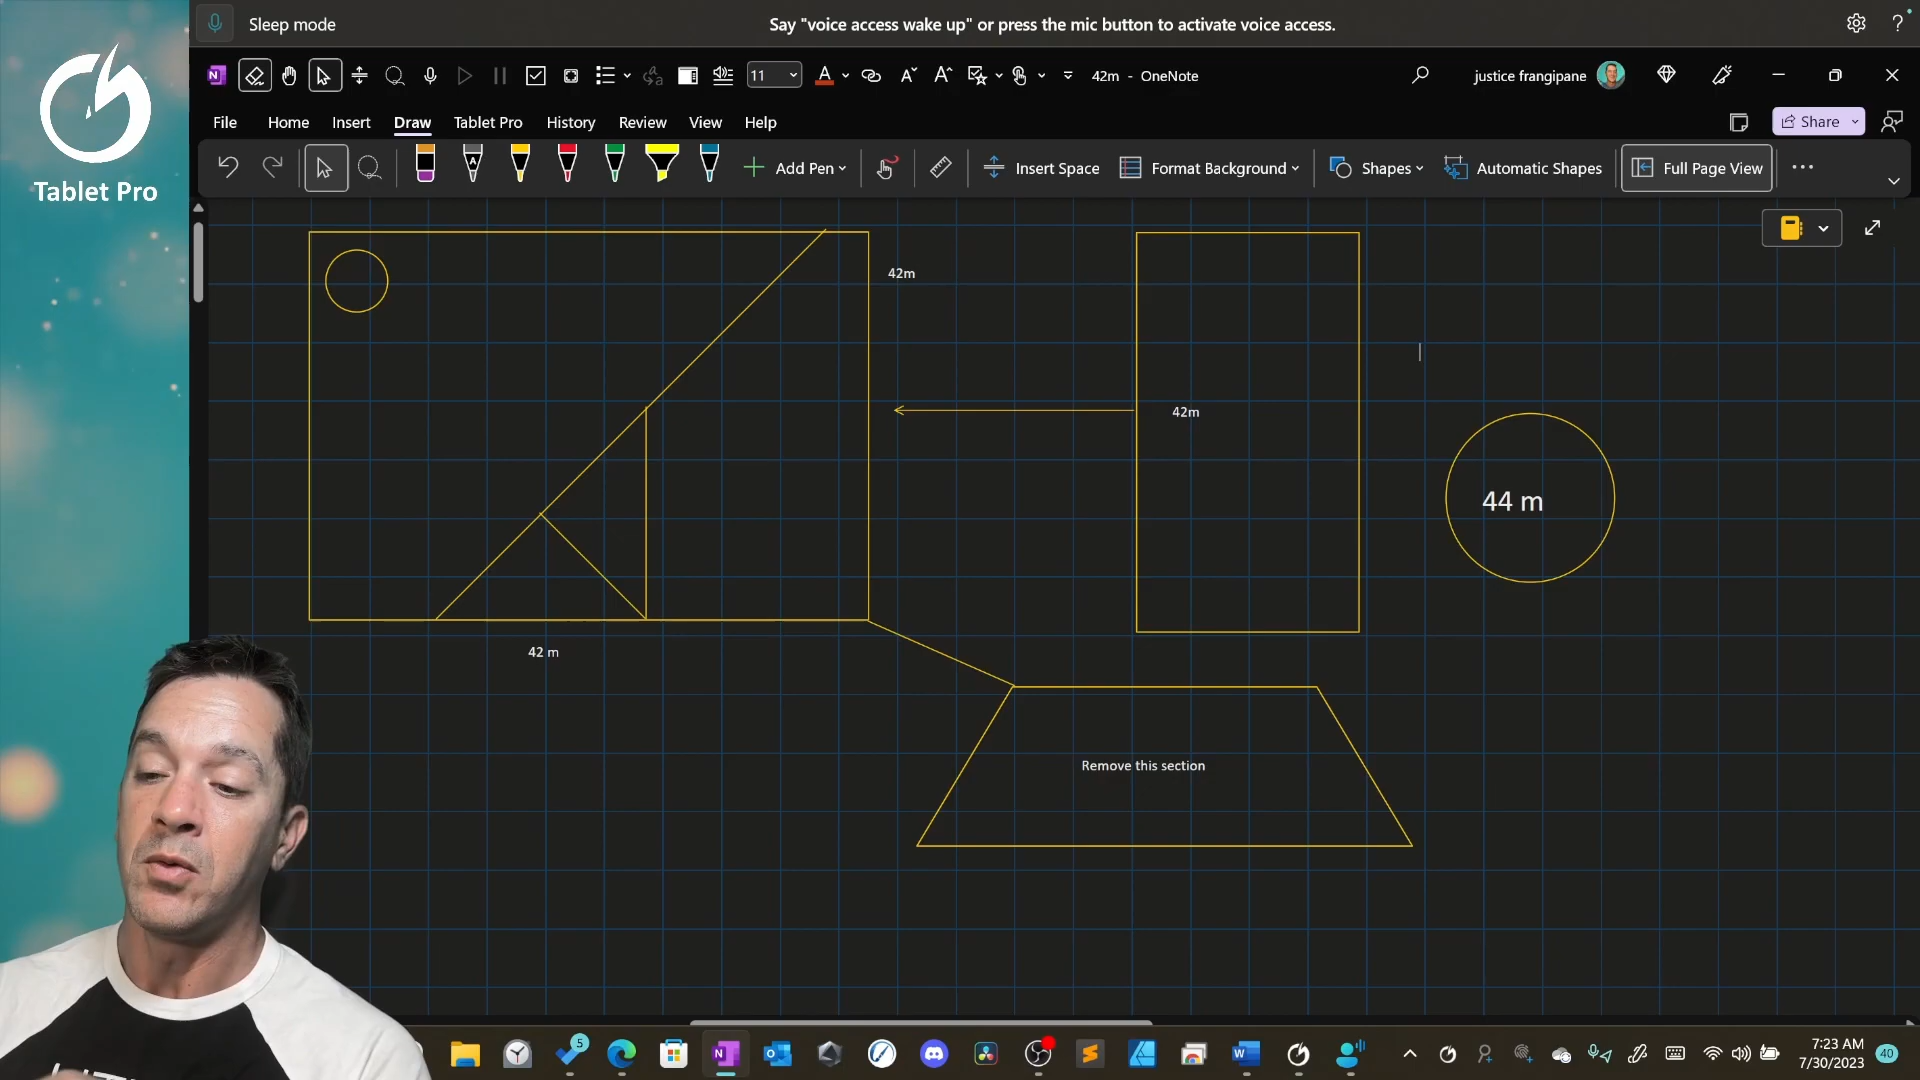 Tablet Pro
Sleep mode
Say "voice access wake up" or press the mic button to activate voice access.
11
42m - OneNote
justice frangipane
File
Home
Insert
Draw
Tablet Pro
History
Review
View
Help
Share
Add Pen
Insert Space
Format Background
Shapes
Automatic Shapes
Full Page View
42m
42m
44 m
42 m
Remove this section
5
7:23 AM
7/30/2023
40